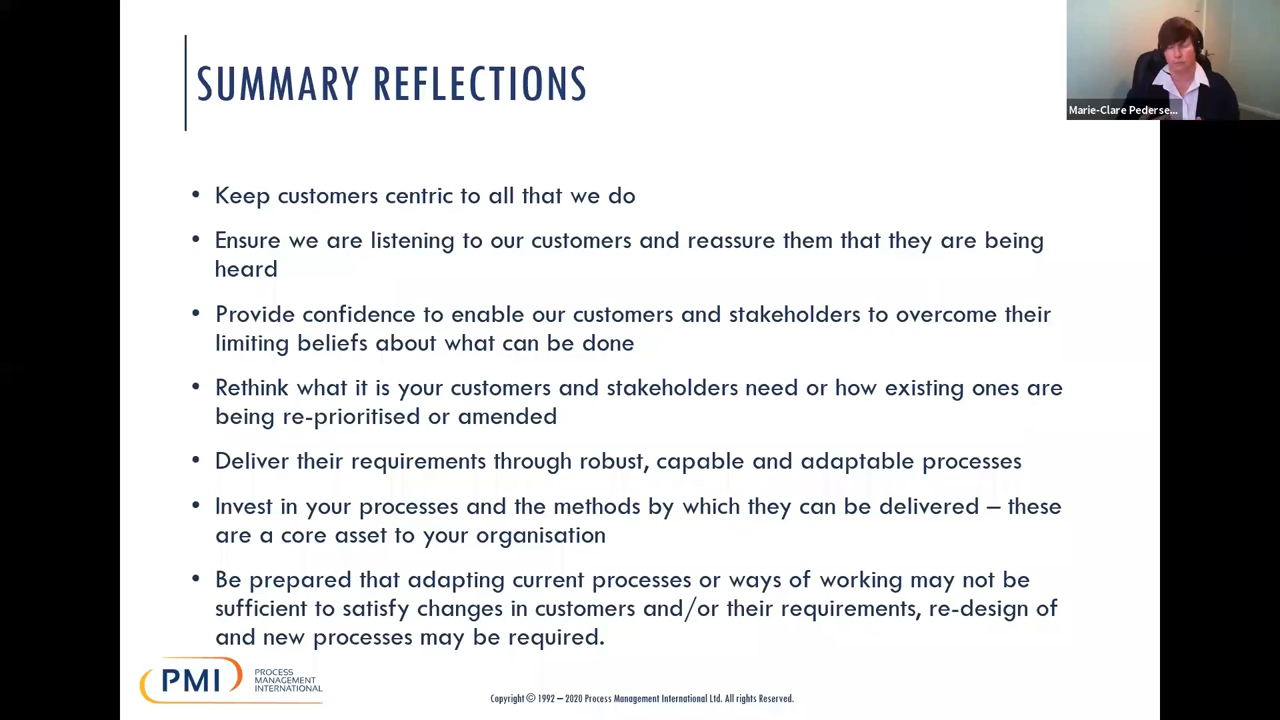 SUMMARY REFLECTIONS
Marie-Clare Pederse...
• Keep customers centric to all that we do
• Ensure we are listening to our customers and reassure them that they are being
heard
• Provide confidence to enable our customers and stakeholders to overcome their
limiting beliefs about what can be done
• Rethink what it is your customers and stakeholders need or how existing ones are
being re-prioritised or amended
• Deliver their requirements through robust, capable and adaptable processes
• Invest in your processes and the methods by which they can be delivered – these
are a core asset to your organisation
• Be prepared that adapting current processes or ways of working may not be
sufficient to satisfy changes in customers and/or their requirements, re-design of
and new processes may be required.
PMI
PROCESS
MANAGEMENT
INTERNATIONAL
Copyright © 1992 – 2020 Process Management International Ltd. All rights Reserved.